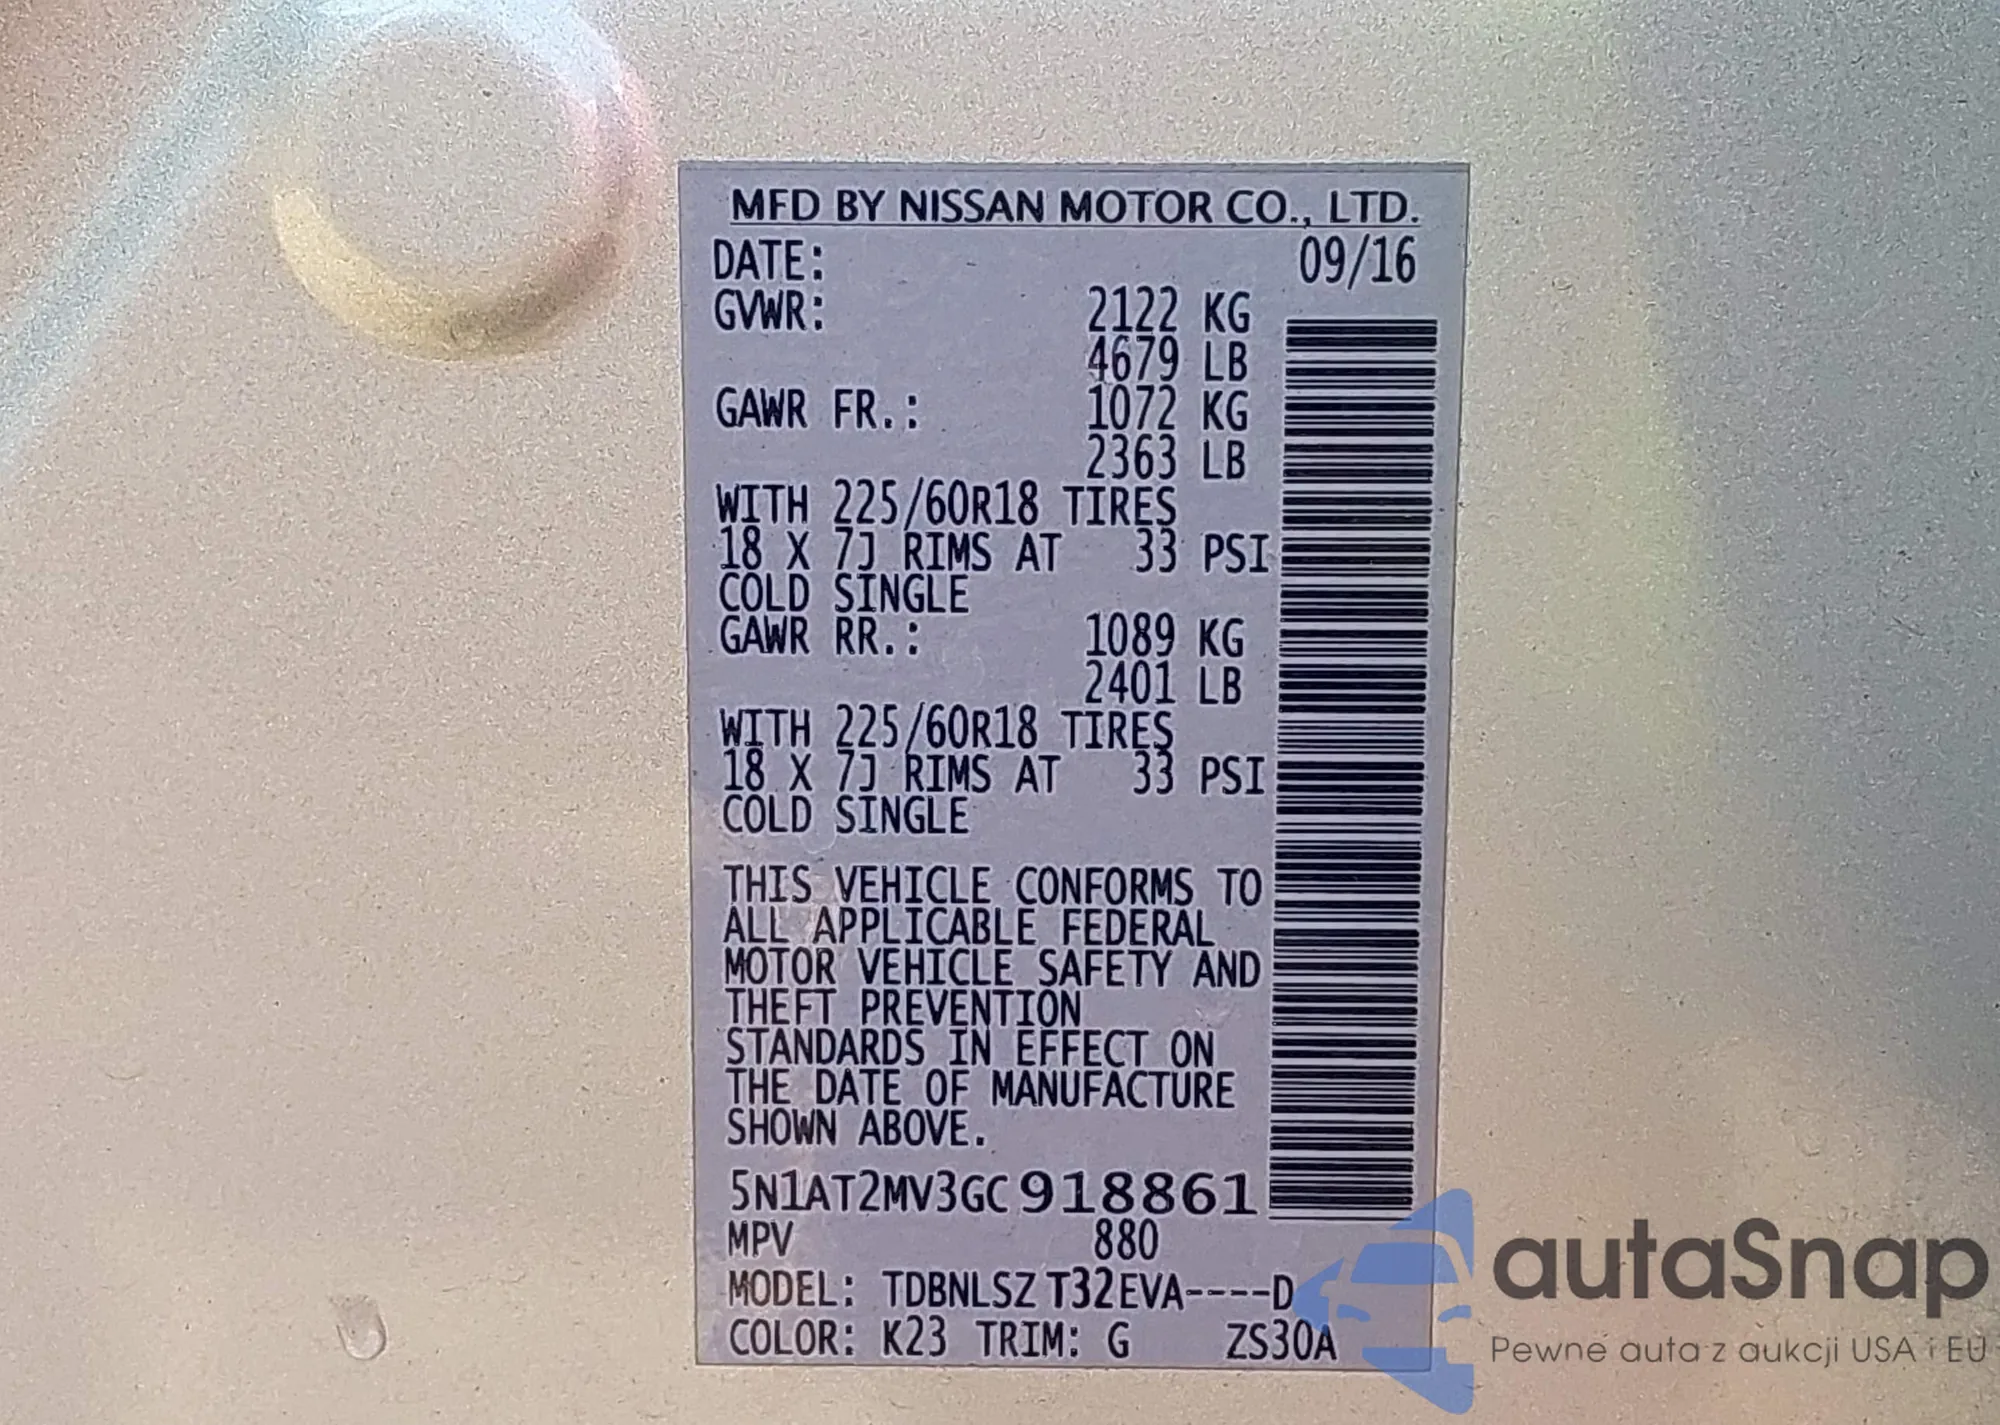 MFD BY NISSAN MOTOR CO., LTD.
DATE: 09/16
GVWR: 2122 KG
4679 LB
GAWR FR.: 1072 KG
2363 LB
WITH 225/60R18 TIRES
18 X 7J RIMS AT 33 PSI
COLD SINGLE
GAWR RR.: 1089 KG
2401 LB
WITH 225/60R18 TIRES
18 X 7J RIMS AT 33 PSI
COLD SINGLE
THIS VEHICLE CONFORMS TO
ALL APPLICABLE FEDERAL
MOTOR VEHICLE SAFETY AND
THEFT PREVENTION
STANDARDS IN EFFECT ON
THE DATE OF MANUFACTURE
SHOWN ABOVE.
5N1AT2MV3GC918861
MPV 880
MODEL: TDBNLSZ T32EVA----D
COLOR: K23 TRIM: G ZS30A
autaSnap
Pewne auta z aukcji USA i EU